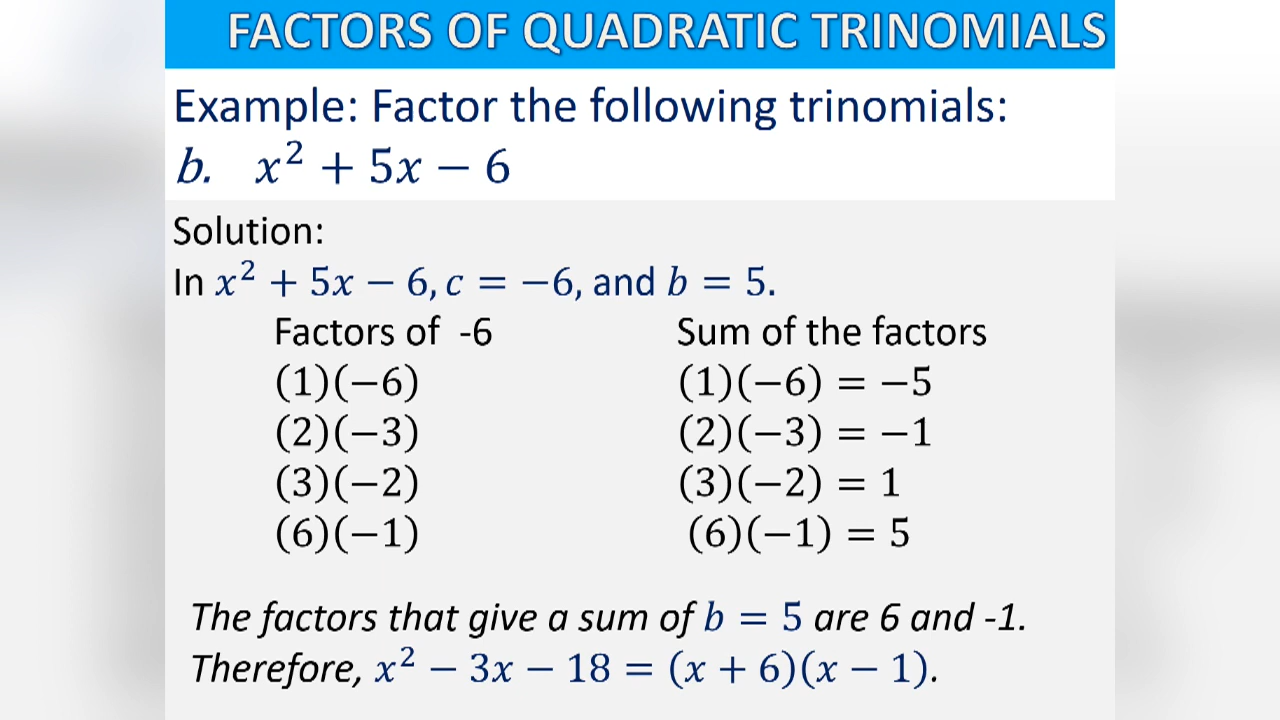 FACTORS OF QUADRATIC TRINOMIALS
Example: Factor the following trinomials:
b. x² + 5x − 6
Solution:
In x² + 5x − 6, c = −6, and b = 5.
Factors of -6 Sum of the factors
(1)(−6) (1)(−6) = −5
(2)(−3) (2)(−3) = −1
(3)(−2) (3)(−2) = 1
(6)(−1) (6)(−1) = 5
The factors that give a sum of b = 5 are 6 and -1.
Therefore, x² − 3x − 18 = (x + 6)(x − 1).